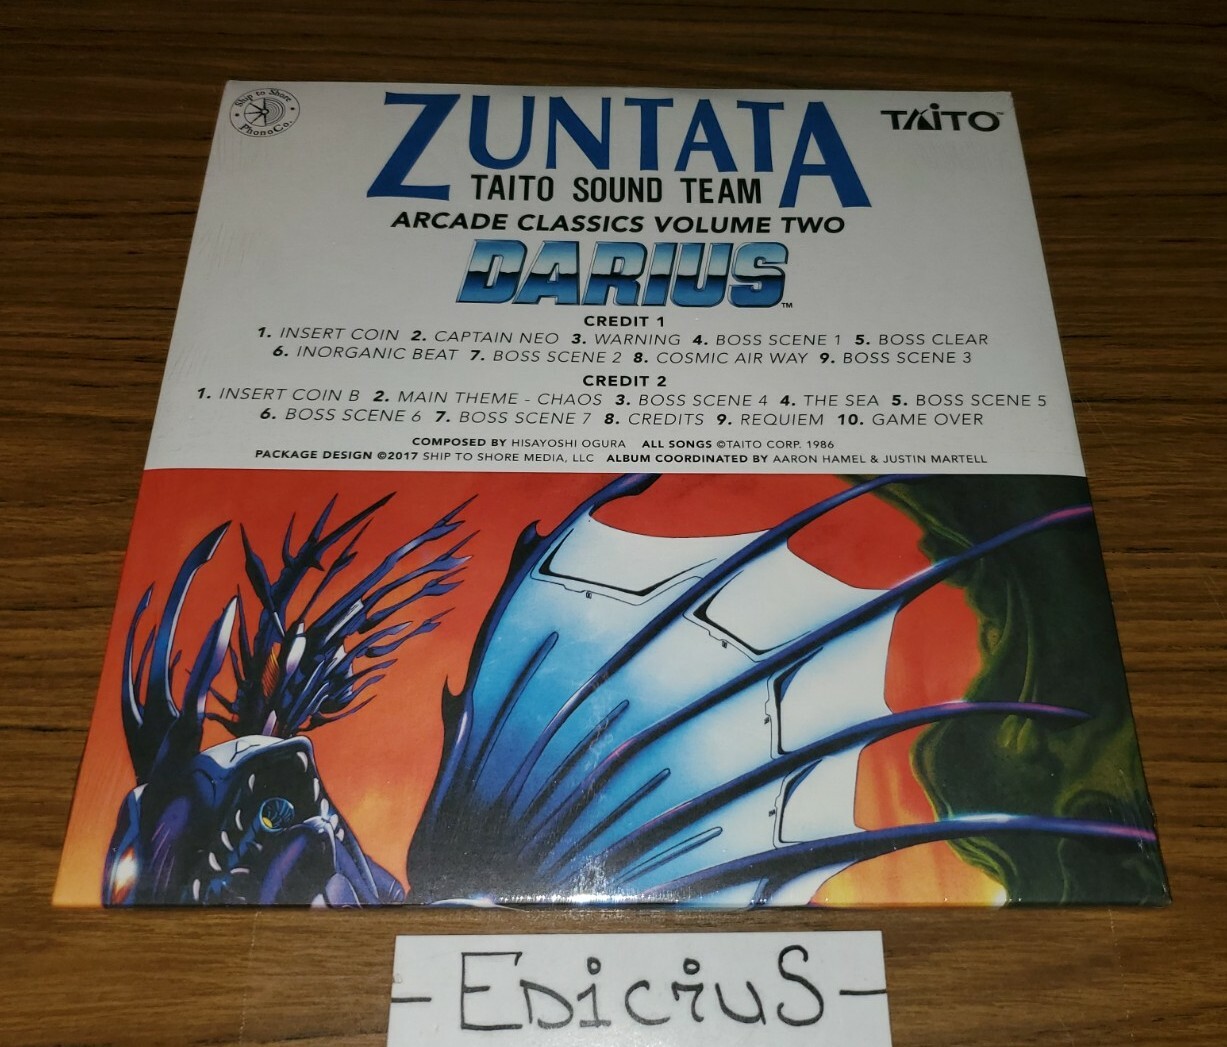 Ship to Shore
PhonoCo.
ZUNTATA
TAITO
TAITO SOUND TEAM
ARCADE CLASSICS VOLUME TWO
DARIUS™
CREDIT 1
1. INSERT COIN 2. CAPTAIN NEO 3. WARNING 4. BOSS SCENE 1 5. BOSS CLEAR
6. INORGANIC BEAT 7. BOSS SCENE 2 8. COSMIC AIR WAY 9. BOSS SCENE 3
CREDIT 2
1. INSERT COIN B 2. MAIN THEME - CHAOS 3. BOSS SCENE 4 4. THE SEA 5. BOSS SCENE 5
6. BOSS SCENE 6 7. BOSS SCENE 7 8. CREDITS 9. REQUIEM 10. GAME OVER
COMPOSED BY HISAYOSHI OGURA ALL SONGS ©TAITO CORP. 1986
PACKAGE DESIGN ©2017 SHIP TO SHORE MEDIA, LLC ALBUM COORDINATED BY AARON HAMEL & JUSTIN MARTELL
- EDiciuS -